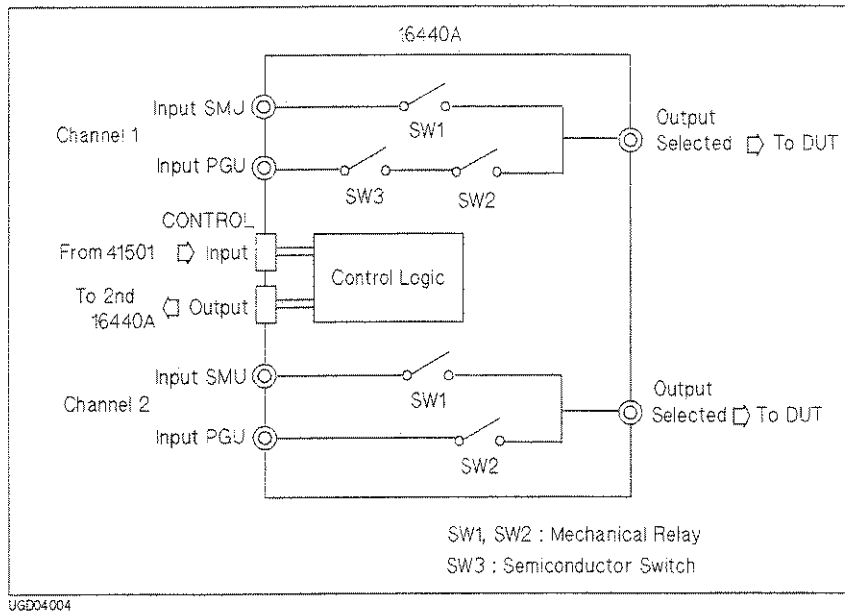 16440A
Input SMU
Channel 1
SW1
Output
Selected To DUT
Input PGU
SW3
SW2
CONTROL
From 41501 Input
Control Logic
To 2nd
16440A
Output
Input SMU
Channel 2
SW1
Output
Selected To DUT
Input PGU
SW2
SW1, SW2 : Mechanical Relay
SW3 : Semiconductor Switch
UGD04004